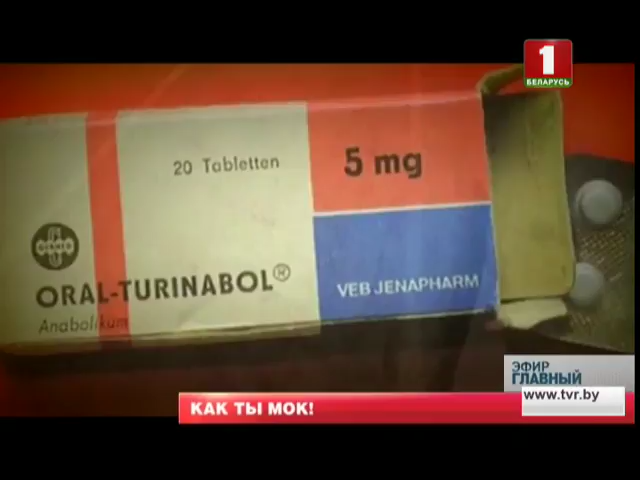 1
БЕЛАРУСЬ
20 Tabletten
5 mg
GERMED
ORAL-TURINABOL®
VEB JENAPHARM
Anabolikum
ЭФИР
ГЛАВНЫЙ
www.tvr.by
КАК ТЫ МОК!